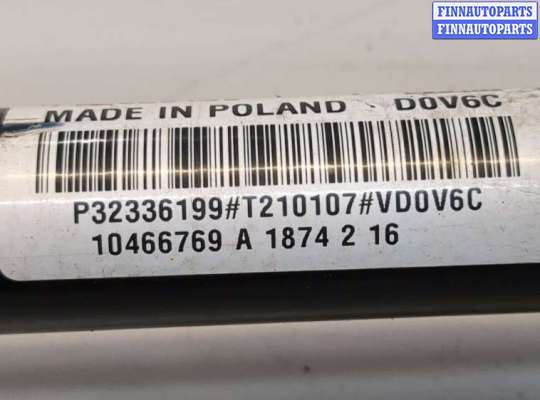 FINNAUTOPARTS
FINNAUTOPARTS
MADE IN POLAND D0V6C
P32336199#T210107#VD0V6C
10466769 A 1874 2 16